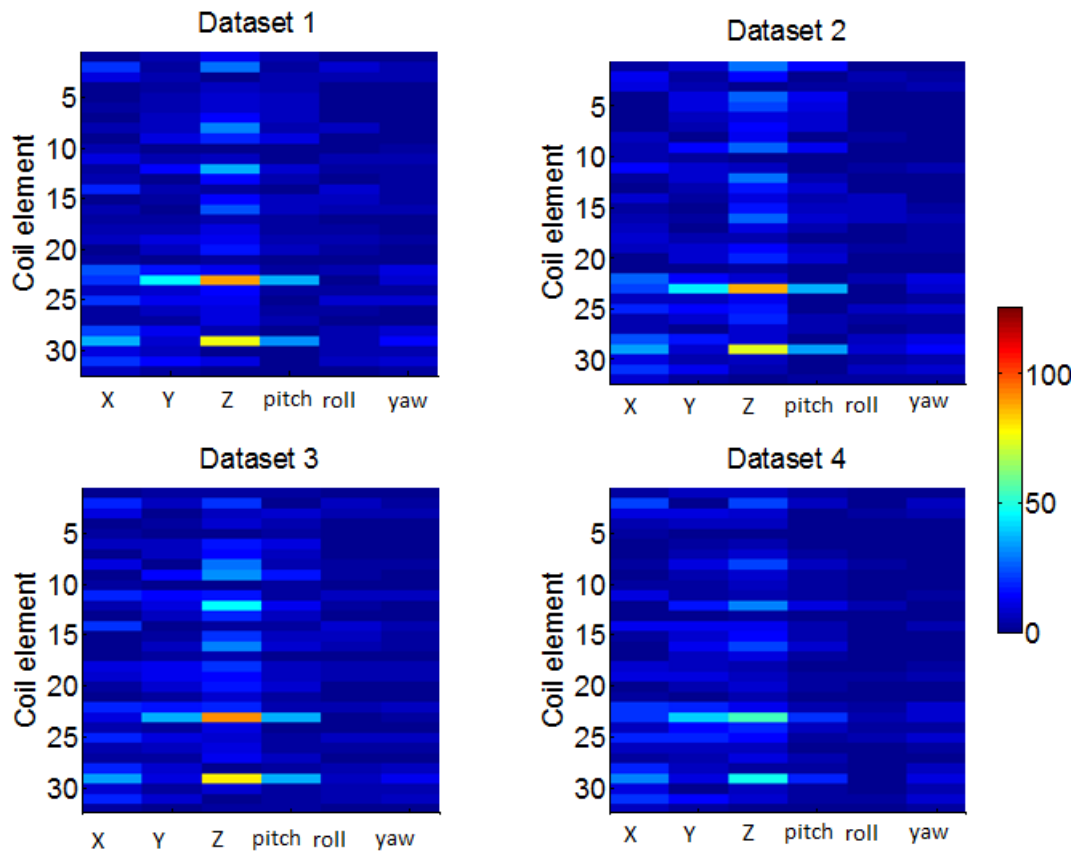 Dataset 1
Coil element
5
10
15
20
25
30
X Y Z pitch roll yaw
Dataset 2
Coil element
5
10
15
20
25
30
X Y Z pitch roll yaw
100
50
0
Dataset 3
Coil element
5
10
15
20
25
30
X Y Z pitch roll yaw
Dataset 4
Coil element
5
10
15
20
25
30
X Y Z pitch roll yaw